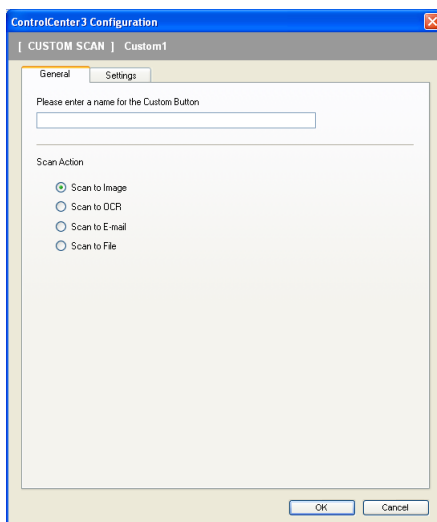 ControlCenter3 Configuration
[ CUSTOM SCAN ] Custom1
General Settings
Please enter a name for the Custom Button
Scan Action
Scan to Image
Scan to OCR
Scan to E-mail
Scan to File
OK Cancel